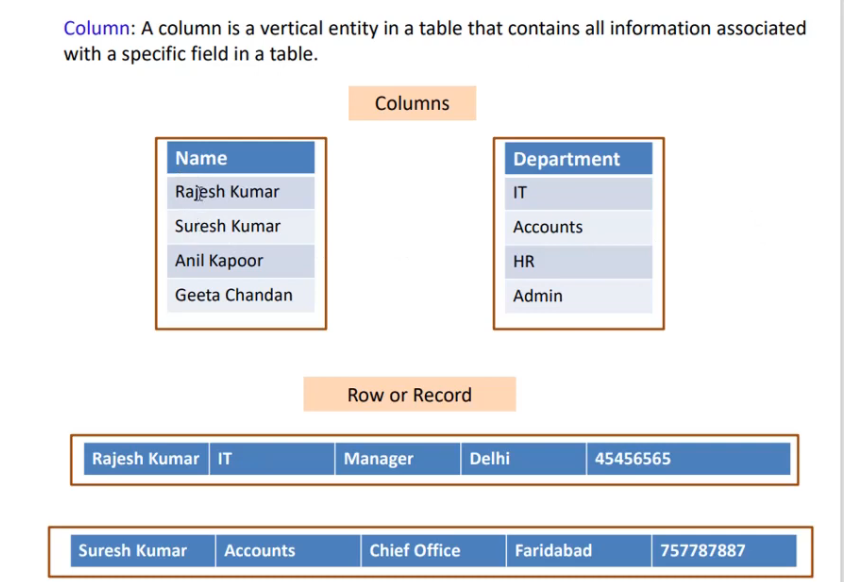 Column: A column is a vertical entity in a table that contains all information associated
with a specific field in a table.
Columns
Name
Rajesh Kumar
Suresh Kumar
Anil Kapoor
Geeta Chandan
Department
IT
Accounts
HR
Admin
Row or Record
Rajesh Kumar IT Manager Delhi 45456565
Suresh Kumar Accounts Chief Office Faridabad 757787887